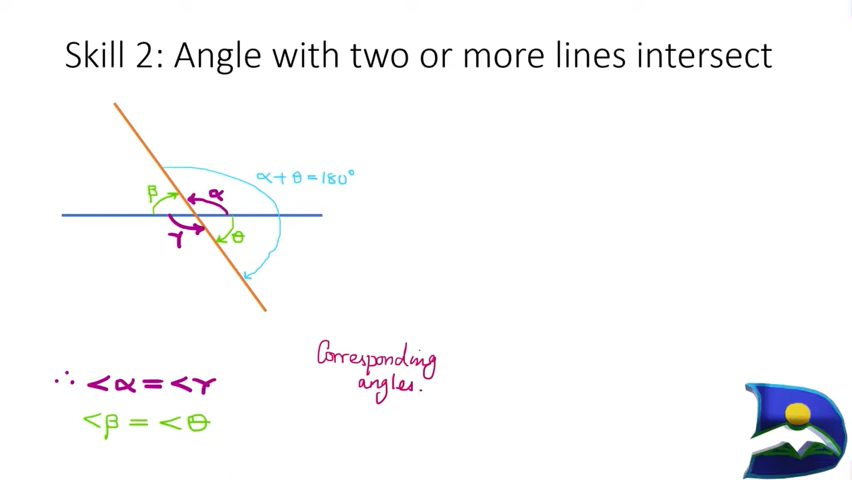 Skill 2: Angle with two or more lines intersect
α + θ = 180°
β
α
γ
θ
∴ <α = <γ
<β = <θ
Corresponding
angles.